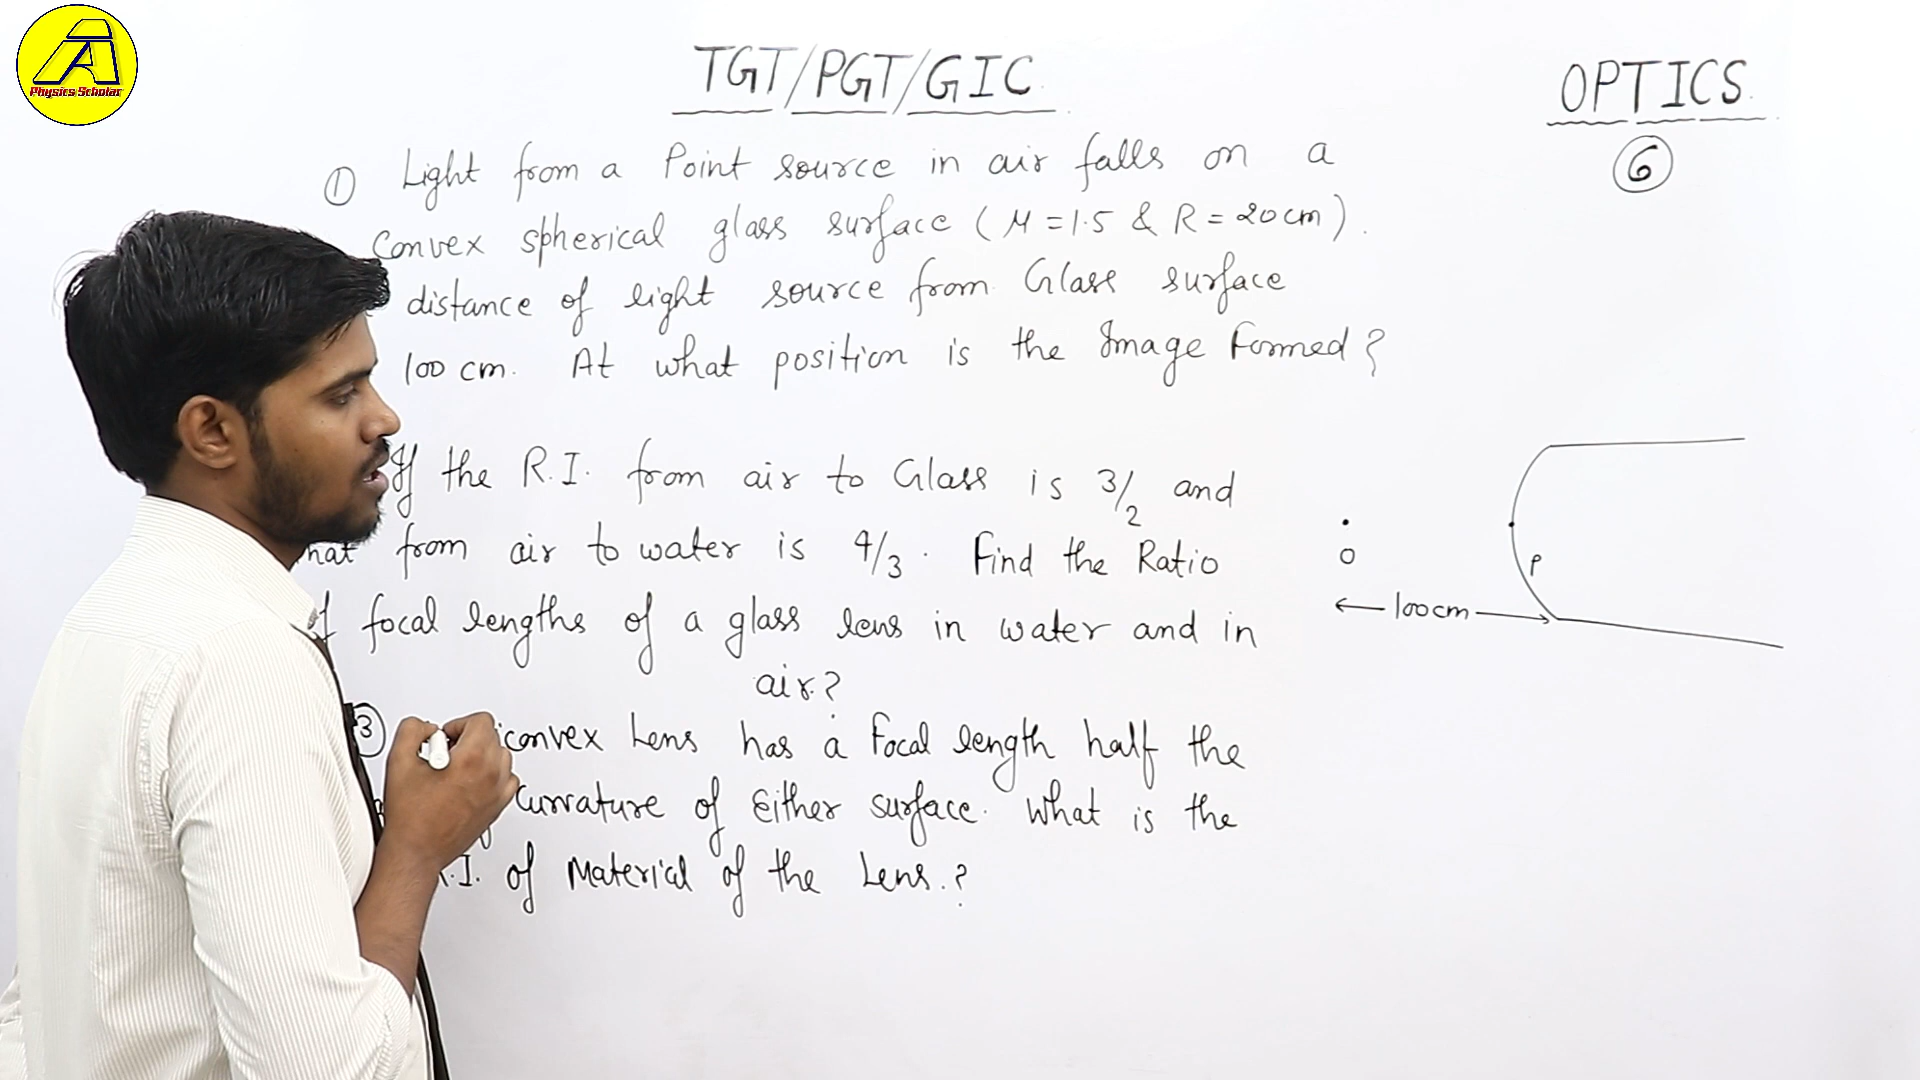 A
Physics Scholar
TGT/PGT/GIC
OPTICS
6
① Light from a Point source in air falls on a
convex spherical glass surface (μ = 1.5 & R = 20cm).
distance of light source from Glass surface
100 cm. At what position is the Image Formed?
If the R.I. from air to Glass is 3/2 and
from air to water is 4/3. Find the Ratio
focal lengths of a glass lens in water and in
air?
③ convex Lens has a Focal length half the
Curvature of Either surface. What is the
R.I. of Material of the Lens.?
O
P
100cm